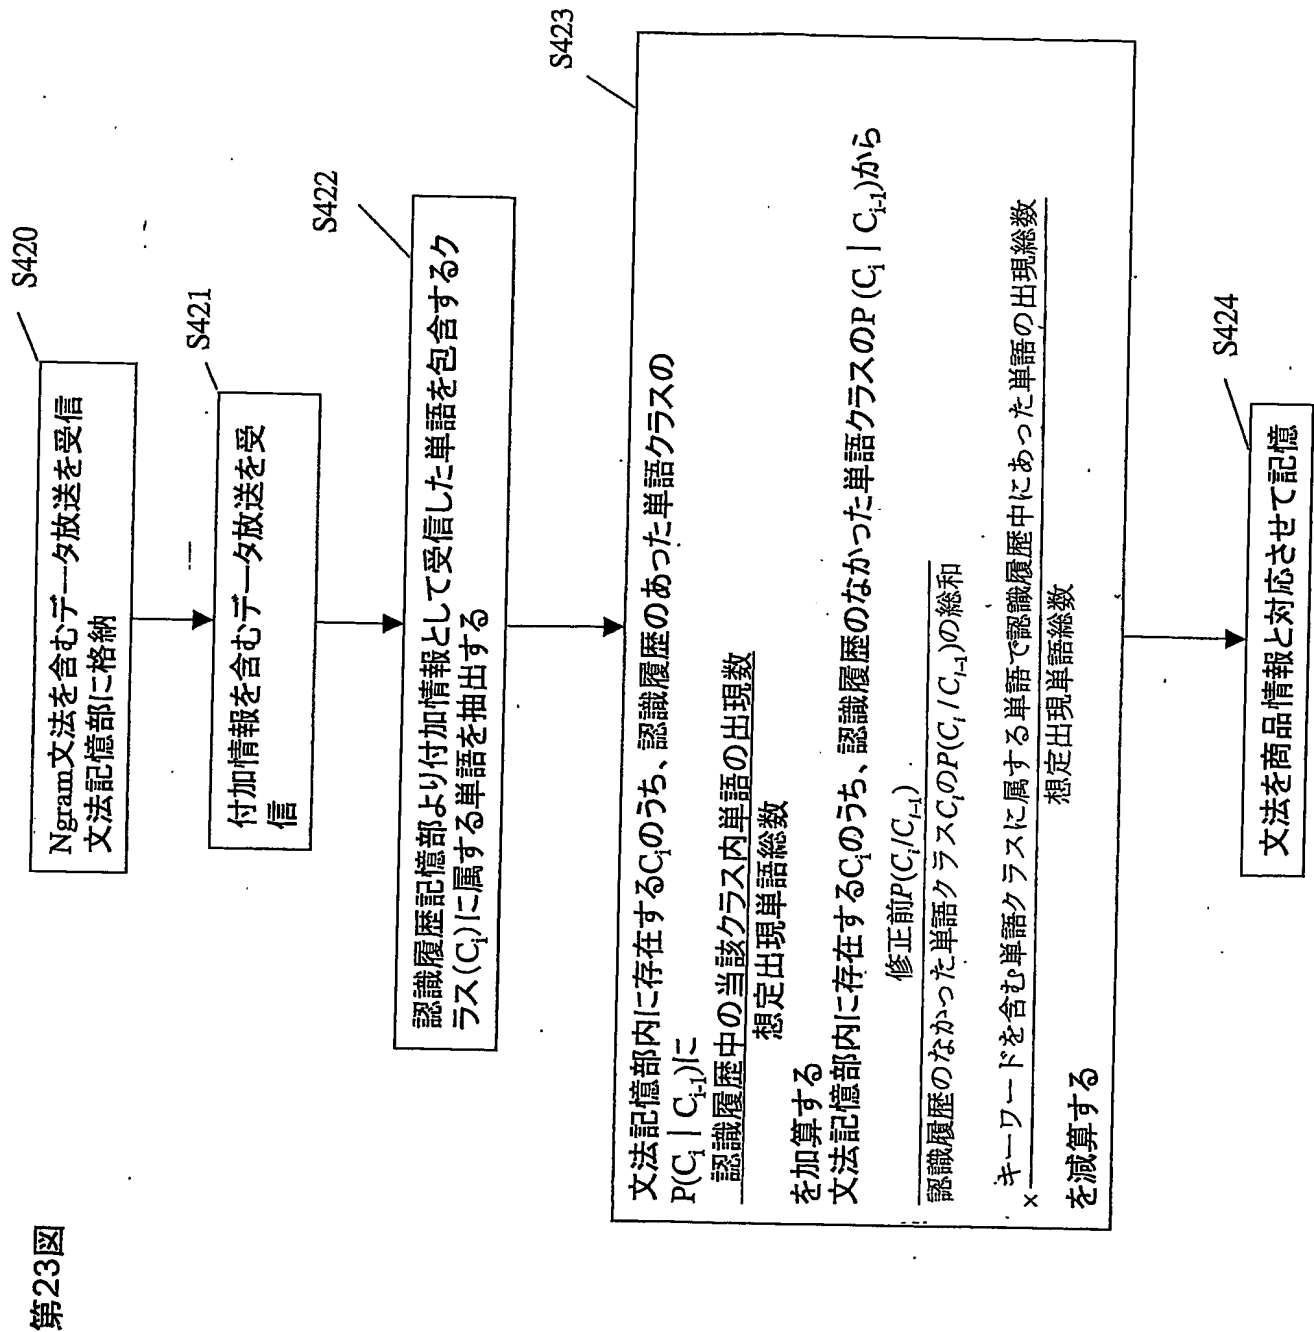 第23図
S420
Ngram文法を含むデータ放送を受信
文法記憶部に格納
S421
付加情報を含むデータ放送を受
信
S422
認識履歴記憶部より付加情報として受信した単語を包含するク
ラス(Ci)に属する単語を抽出する
S423
文法記憶部内に存在するCiのうち、認識履歴のあった単語クラスの
P(Ci | Ci-1)に
認識履歴中の当該クラス内単語の出現数
想定出現単語総数
を加算する
文法記憶部内に存在するCiのうち、認識履歴のなかった単語クラスのP (Ci | Ci-1)から
修正前P(Ci/Ci-1)
認識履歴のなかった単語クラスCiのP(Ci / Ci-1)の総和
× キーワードを含む単語クラスに属する単語で認識履歴中にあった単語の出現総数
想定出現単語総数
を減算する
S424
文法を商品情報と対応させて記憶